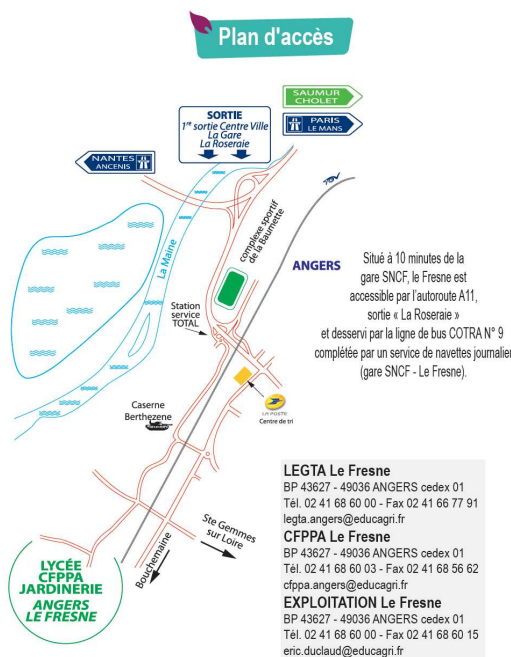 Plan d'accès
SAUMUR
CHOLET
SORTIE
1re sortie Centre Ville
La Gare
La Roseraie
PARIS
LE MANS
NANTES
ANCENIS
TGV
La Maine
complexe sportif
de la Baumette
ANGERS
Situé à 10 minutes de la
gare SNCF, le Fresne est
accessible par l'autoroute A11,
sortie « La Roseraie »
et desservi par la ligne de bus COTRA N° 9
complétée par un service de navettes journalier
(gare SNCF - Le Fresne).
Station
service
TOTAL
LA POSTE
Centre de tri
Caserne
Berthezene
Ste Gemmes
sur Loire
Bouchemaine
LYCÉE
CFPPA
JARDINERIE
ANGERS
LE FRESNE
LEGTA Le Fresne
BP 43627 - 49036 ANGERS cedex 01
Tél. 02 41 68 60 00 - Fax 02 41 66 77 91
legta.angers@educagri.fr
CFPPA Le Fresne
BP 43627 - 49036 ANGERS cedex 01
Tél. 02 41 68 60 03 - Fax 02 41 68 56 62
cfppa.angers@educagri.fr
EXPLOITATION Le Fresne
BP 43627 - 49036 ANGERS cedex 01
Tél. 02 41 68 60 00 - Fax 02 41 68 60 15
eric.duclaud@educagri.fr